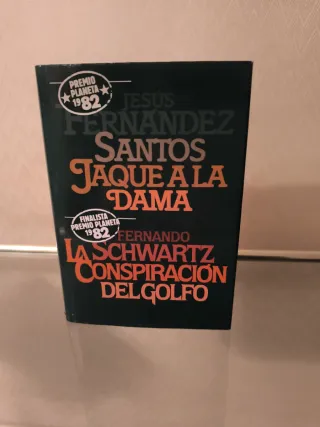 PREMIO
PLANETA
1982
JESUS
FERNANDEZ
SANTOS
JAQUE A LA
DAMA
FINALISTA
PREMIO PLANETA
1982
FERNANDO
SCHWARTZ
LA CONSPIRACIÓN
DEL GOLFO